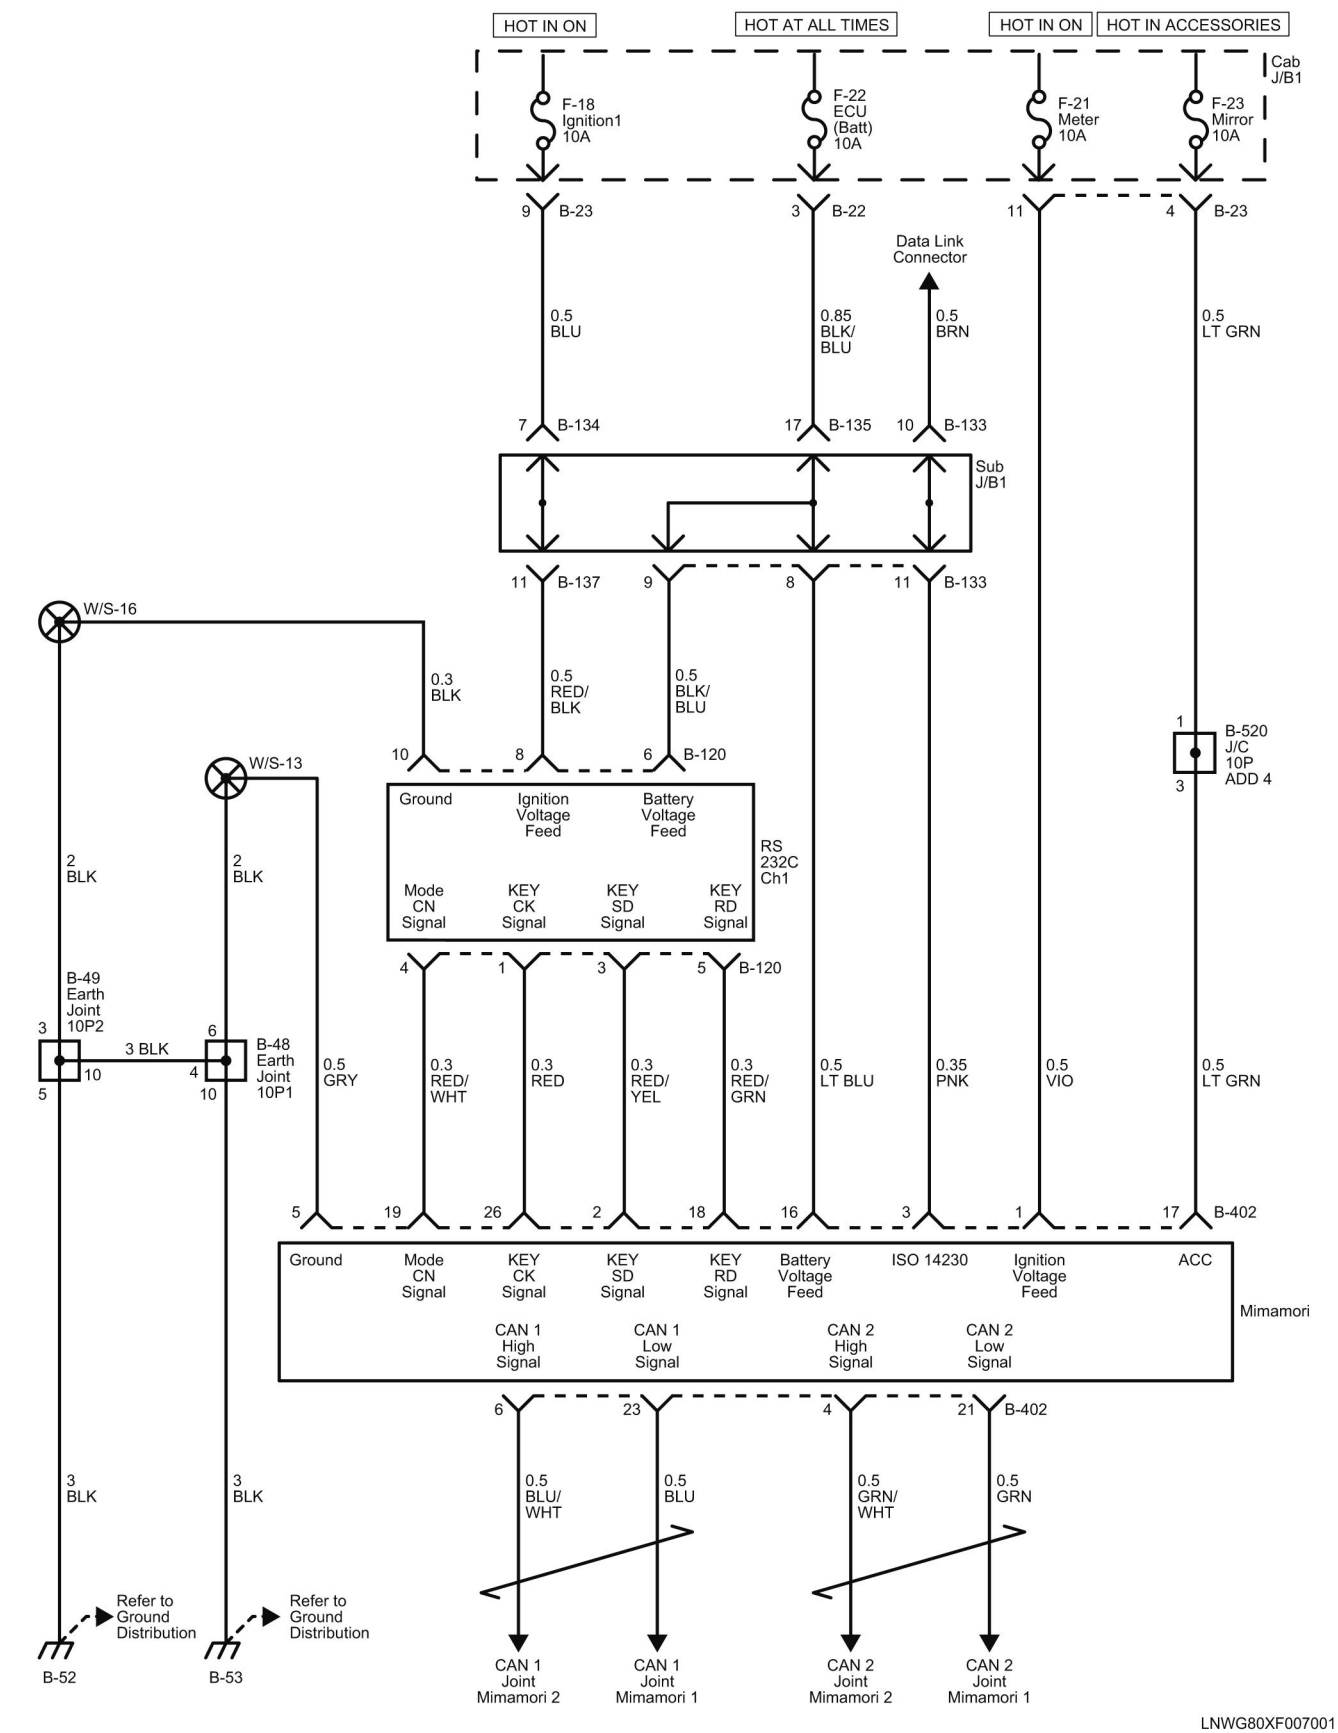 HOT IN ON
HOT AT ALL TIMES
HOT IN ON
HOT IN ACCESSORIES
Cab
J/B1
F-18
Ignition1
10A
F-22
ECU
(Batt)
10A
F-21
Meter
10A
F-23
Mirror
10A
9
B-23
3
B-22
11
4
B-23
Data Link
Connector
0.5
BLU
0.85
BLK/
BLU
0.5
BRN
0.5
LT GRN
7
B-134
17
B-135
10
B-133
Sub
J/B1
11
B-137
9
8
11
B-133
W/S-16
0.3
BLK
0.5
RED/
BLK
0.5
BLK/
BLU
1
B-520
J/C
10P
ADD 4
3
W/S-13
10
8
6
B-120
Ground
Ignition
Voltage
Feed
Battery
Voltage
Feed
RS
232C
Ch1
Mode
CN
Signal
KEY
CK
Signal
KEY
SD
Signal
KEY
RD
Signal
2
BLK
2
BLK
4
1
3
5
B-120
B-49
Earth
Joint
10P2
3
10
5
3 BLK
6
4
10
B-48
Earth
Joint
10P1
0.5
GRY
0.3
RED/
WHT
0.3
RED
0.3
RED/
YEL
0.3
RED/
GRN
0.5
LT BLU
0.35
PNK
0.5
VIO
0.5
LT GRN
5
19
26
2
18
16
3
1
17
B-402
Ground
Mode
CN
Signal
KEY
CK
Signal
KEY
SD
Signal
KEY
RD
Signal
Battery
Voltage
Feed
ISO 14230
Ignition
Voltage
Feed
ACC
Mimamori
CAN 1
High
Signal
CAN 1
Low
Signal
CAN 2
High
Signal
CAN 2
Low
Signal
6
23
4
21
B-402
3
BLK
3
BLK
0.5
BLU/
WHT
0.5
BLU
0.5
GRN/
WHT
0.5
GRN
Refer to
Ground
Distribution
Refer to
Ground
Distribution
B-52
B-53
CAN 1
Joint
Mimamori 2
CAN 1
Joint
Mimamori 1
CAN 2
Joint
Mimamori 2
CAN 2
Joint
Mimamori 1
LNWG80XF007001